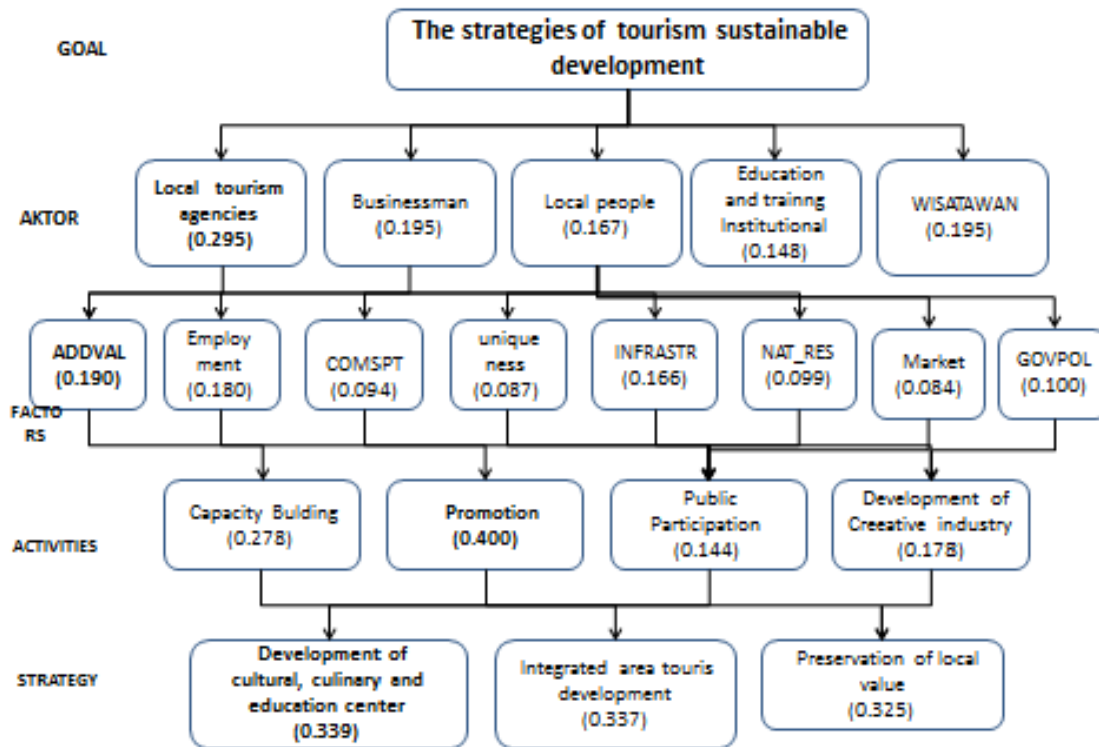 GOAL
The strategies of tourism sustainable
development
AKTOR
Local tourism
agencies
(0.295)
Businessman
(0.195)
Local people
(0.167)
Education
and trainng
Institutional
(0.148)
WISATAWAN
(0.195)
FACTO
RS
ADDVAL
(0.190)
Employ
ment
(0.180)
COMSPT
(0.094)
unique
ness
(0.087)
INFRASTR
(0.166)
NAT_RES
(0.099)
Market
(0.084)
GOVPOL
(0.100)
ACTIVITIES
Capacity Bulding
(0.278)
Promotion
(0.400)
Public
Participation
(0.144)
Development of
Creeative industry
(0.178)
STRATEGY
Development of
cultural, culinary and
education center
(0.339)
Integrated area touris
development
(0.337)
Preservation of local
value
(0.325)